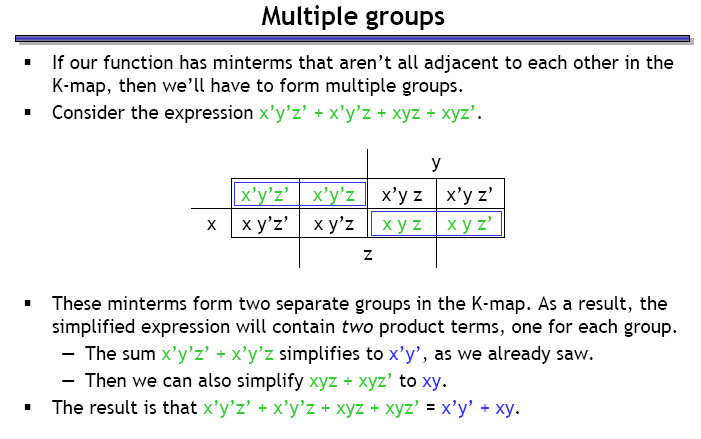 Multiple groups
▪ If our function has minterms that aren’t all adjacent to each other in the
K-map, then we’ll have to form multiple groups.
▪ Consider the expression x’y’z’ + x’y’z + xyz + xyz’.
y
x’y’z’ x’y’z x’y z x’y z’
x x y’z’ x y’z x y z x y z’
z
▪ These minterms form two separate groups in the K-map. As a result, the
simplified expression will contain two product terms, one for each group.
— The sum x’y’z’ + x’y’z simplifies to x’y’, as we already saw.
— Then we can also simplify xyz + xyz’ to xy.
▪ The result is that x’y’z’ + x’y’z + xyz + xyz’ = x’y’ + xy.